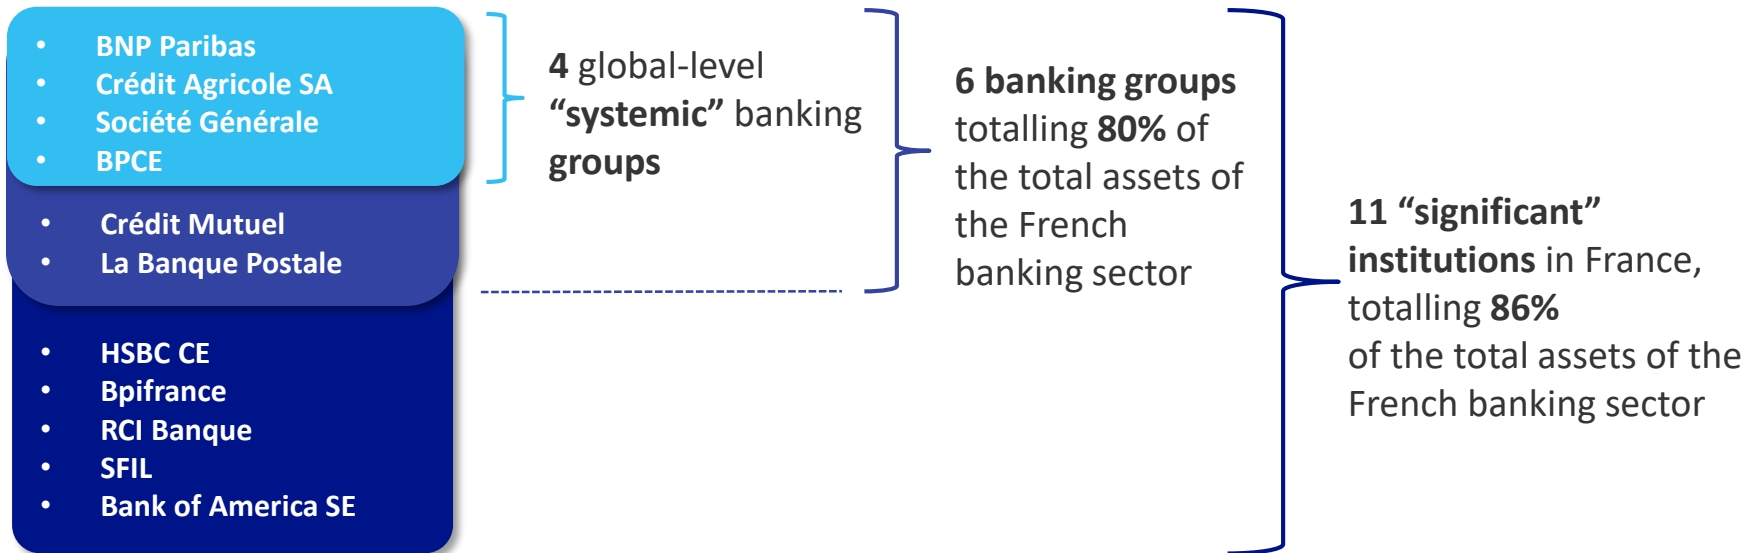 • BNP Paribas
• Crédit Agricole SA
• Société Générale
• BPCE
• Crédit Mutuel
• La Banque Postale
• HSBC CE
• Bpifrance
• RCI Banque
• SFIL
• Bank of America SE
4 global-level
“systemic” banking
groups
6 banking groups
totalling 80% of
the total assets of
the French
banking sector
11 “significant”
institutions in France,
totalling 86%
of the total assets of the
French banking sector